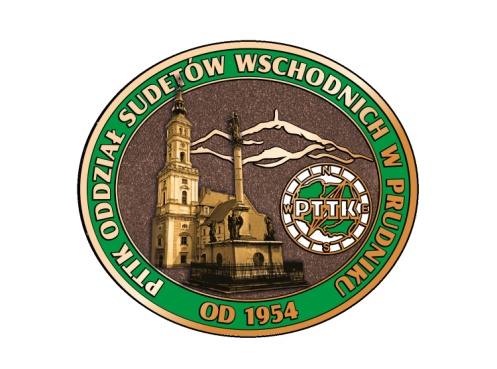 PTTK ODDZIAŁ SUDETÓW WSCHODNICH W PRUDNIKU
N
W PTTK E
S
OD 1954